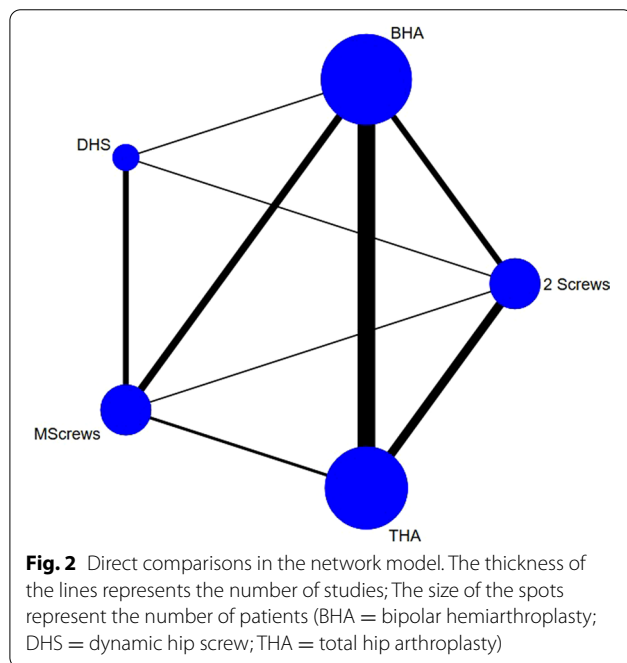 BHA
DHS
2 Screws
MScrews
THA
Fig. 2 Direct comparisons in the network model. The thickness of
the lines represents the number of studies; The size of the spots
represent the number of patients (BHA = bipolar hemiarthroplasty;
DHS = dynamic hip screw; THA = total hip arthroplasty)